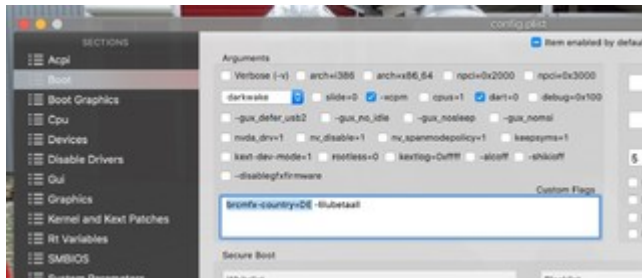 config.plist
SECTIONS
Item enabled by defau
Acpi
Arguments
Boot
Verbose (-v) arch=i386 arch=x86_64 npci=0x2000 npci=0x3000
Boot Graphics
darkwake slide=0 -xcpm cpus=1 dart=0 debug=0x100
Cpu
-gux_defer_usb2 -gux_no_idle -gux_nosleep -gux_nomsi
Devices
nvda_drv=1 nv_disable=1 nv_spanmodepolicy=1 keepsyms=1
Disable Drivers
kext-dev-mode=1 rootless=0 kextlog=0xffff -alcoff -shikioff
5
Gui
-disablegfxfirmware
Graphics
Custom Flags
Kernel and Kext Patches
brcmfx-country=DE -lilubetaall
Rt Variables
SMBIOS
Secure Boot
System Parameters